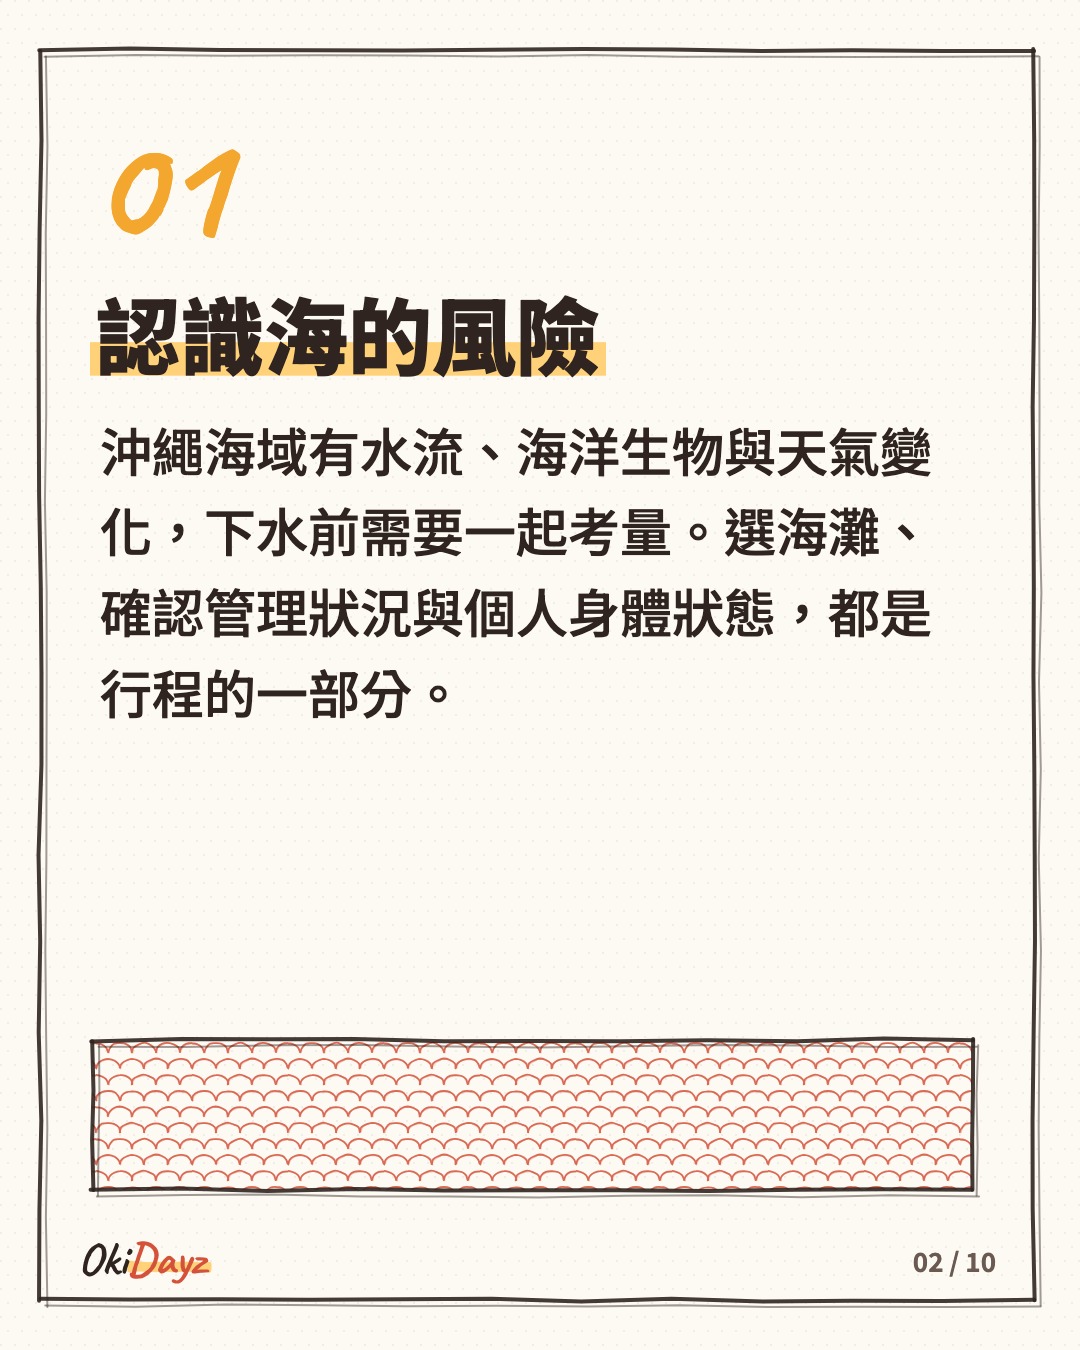 01
認識海的風險
沖繩海域有水流、海洋生物與天氣變
化，下水前需要一起考量。選海灘、
確認管理狀況與個人身體狀態，都是
行程的一部分。
OkiDayz
02 / 10